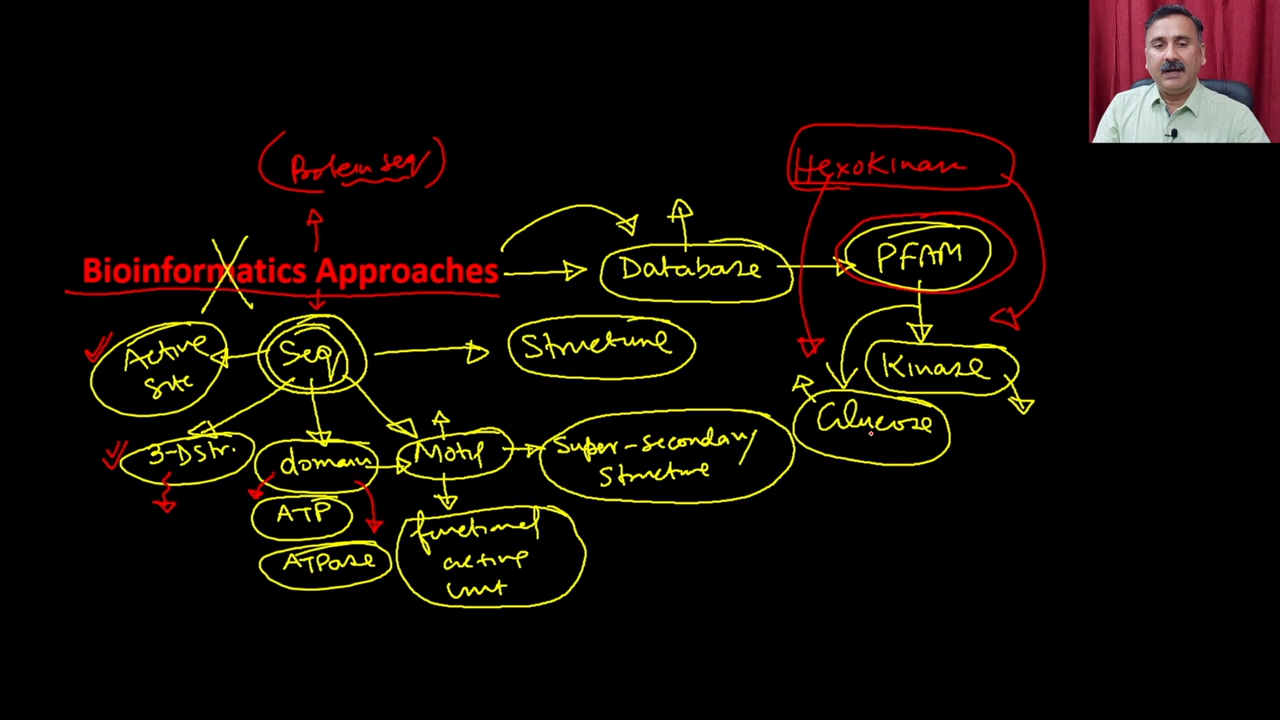 (Protein seq)
Hexokinase
Bioinformatics Approaches
Database
PFAM
Active
site
Seq
Structure
Kinase
Glucose
3-DStr.
domain
Motif
Super-secondary
Structure
ATP
ATPase
functional
active
unit